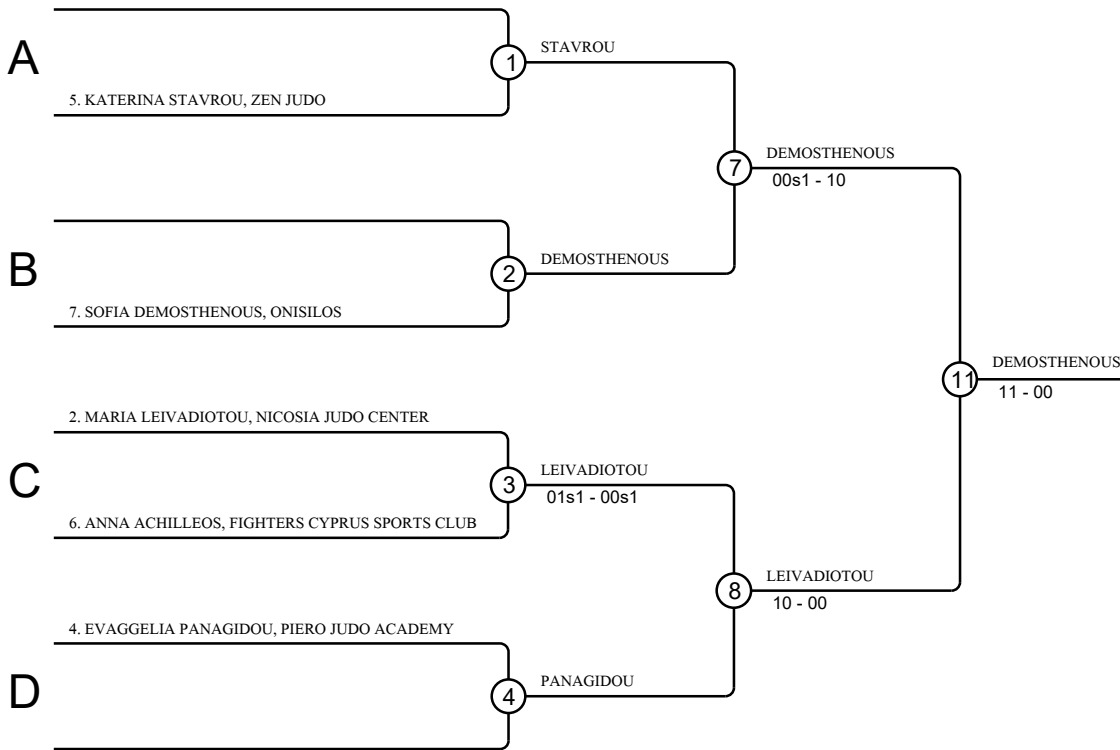 A
5. KATERINA STAVROU, ZEN JUDO
1
STAVROU
7
DEMOSTHENOUS
00s1 - 10
B
7. SOFIA DEMOSTHENOUS, ONISILOS
2
DEMOSTHENOUS
11
DEMOSTHENOUS
11 - 00
C
2. MARIA LEIVADIOTOU, NICOSIA JUDO CENTER
6. ANNA ACHILLEOS, FIGHTERS CYPRUS SPORTS CLUB
3
LEIVADIOTOU
01s1 - 00s1
8
LEIVADIOTOU
10 - 00
D
4. EVAGGELIA PANAGIDOU, PIERO JUDO ACADEMY
4
PANAGIDOU